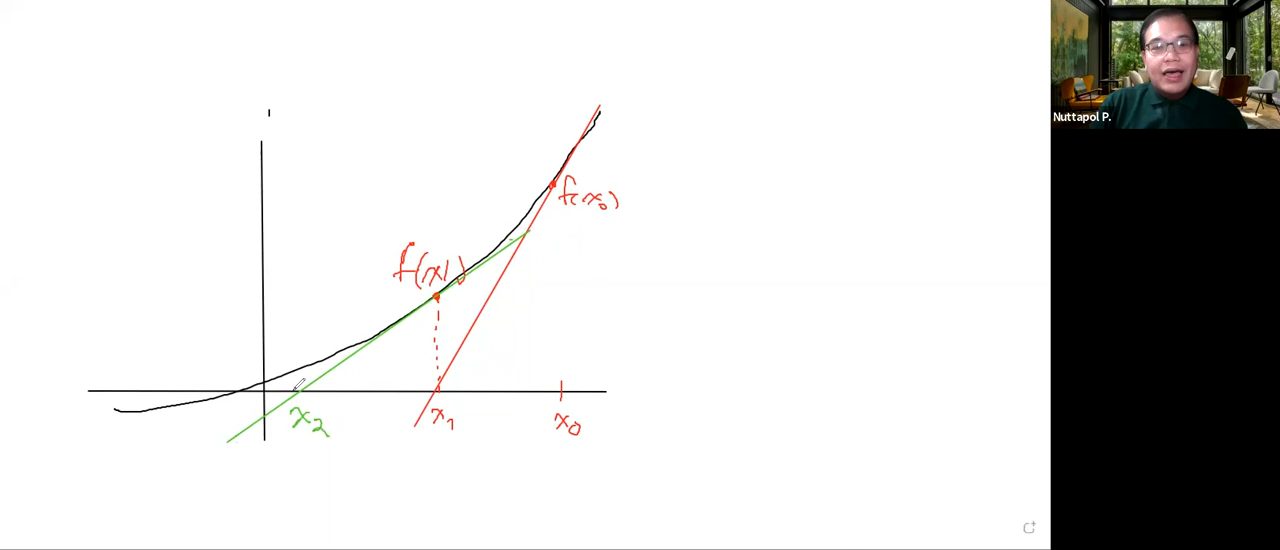 f(x₀)
f(x1)
x₂
x₁
x₀
Nuttapol P.